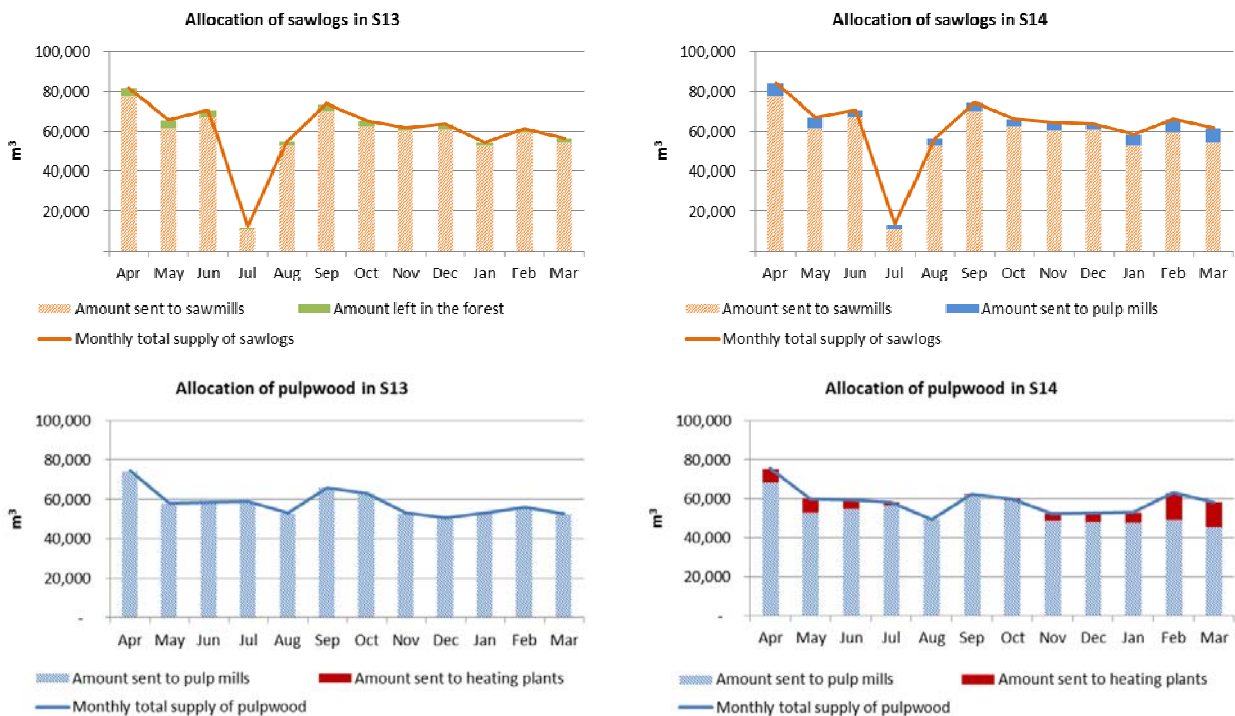 Allocation of sawlogs in S13
100,000
80,000
60,000
40,000
20,000
m³
Apr May Jun Jul Aug Sep Oct Nov Dec Jan Feb Mar
Amount sent to sawmills Amount left in the forest
Monthly total supply of sawlogs
Allocation of sawlogs in S14
100,000
80,000
60,000
40,000
20,000
m³
Apr May Jun Jul Aug Sep Oct Nov Dec Jan Feb Mar
Amount sent to sawmills Amount sent to pulp mills
Monthly total supply of sawlogs
Allocation of pulpwood in S13
100,000
80,000
60,000
40,000
20,000
-
m³
Apr May Jun Jul Aug Sep Oct Nov Dec Jan Feb Mar
Amount sent to pulp mills Amount sent to heating plants
Monthly total supply of pulpwood
Allocation of pulpwood in S14
100,000
80,000
60,000
40,000
20,000
-
m³
Apr May Jun Jul Aug Sep Oct Nov Dec Jan Feb Mar
Amount sent to pulp mills Amount sent to heating plants
Monthly total supply of pulpwood